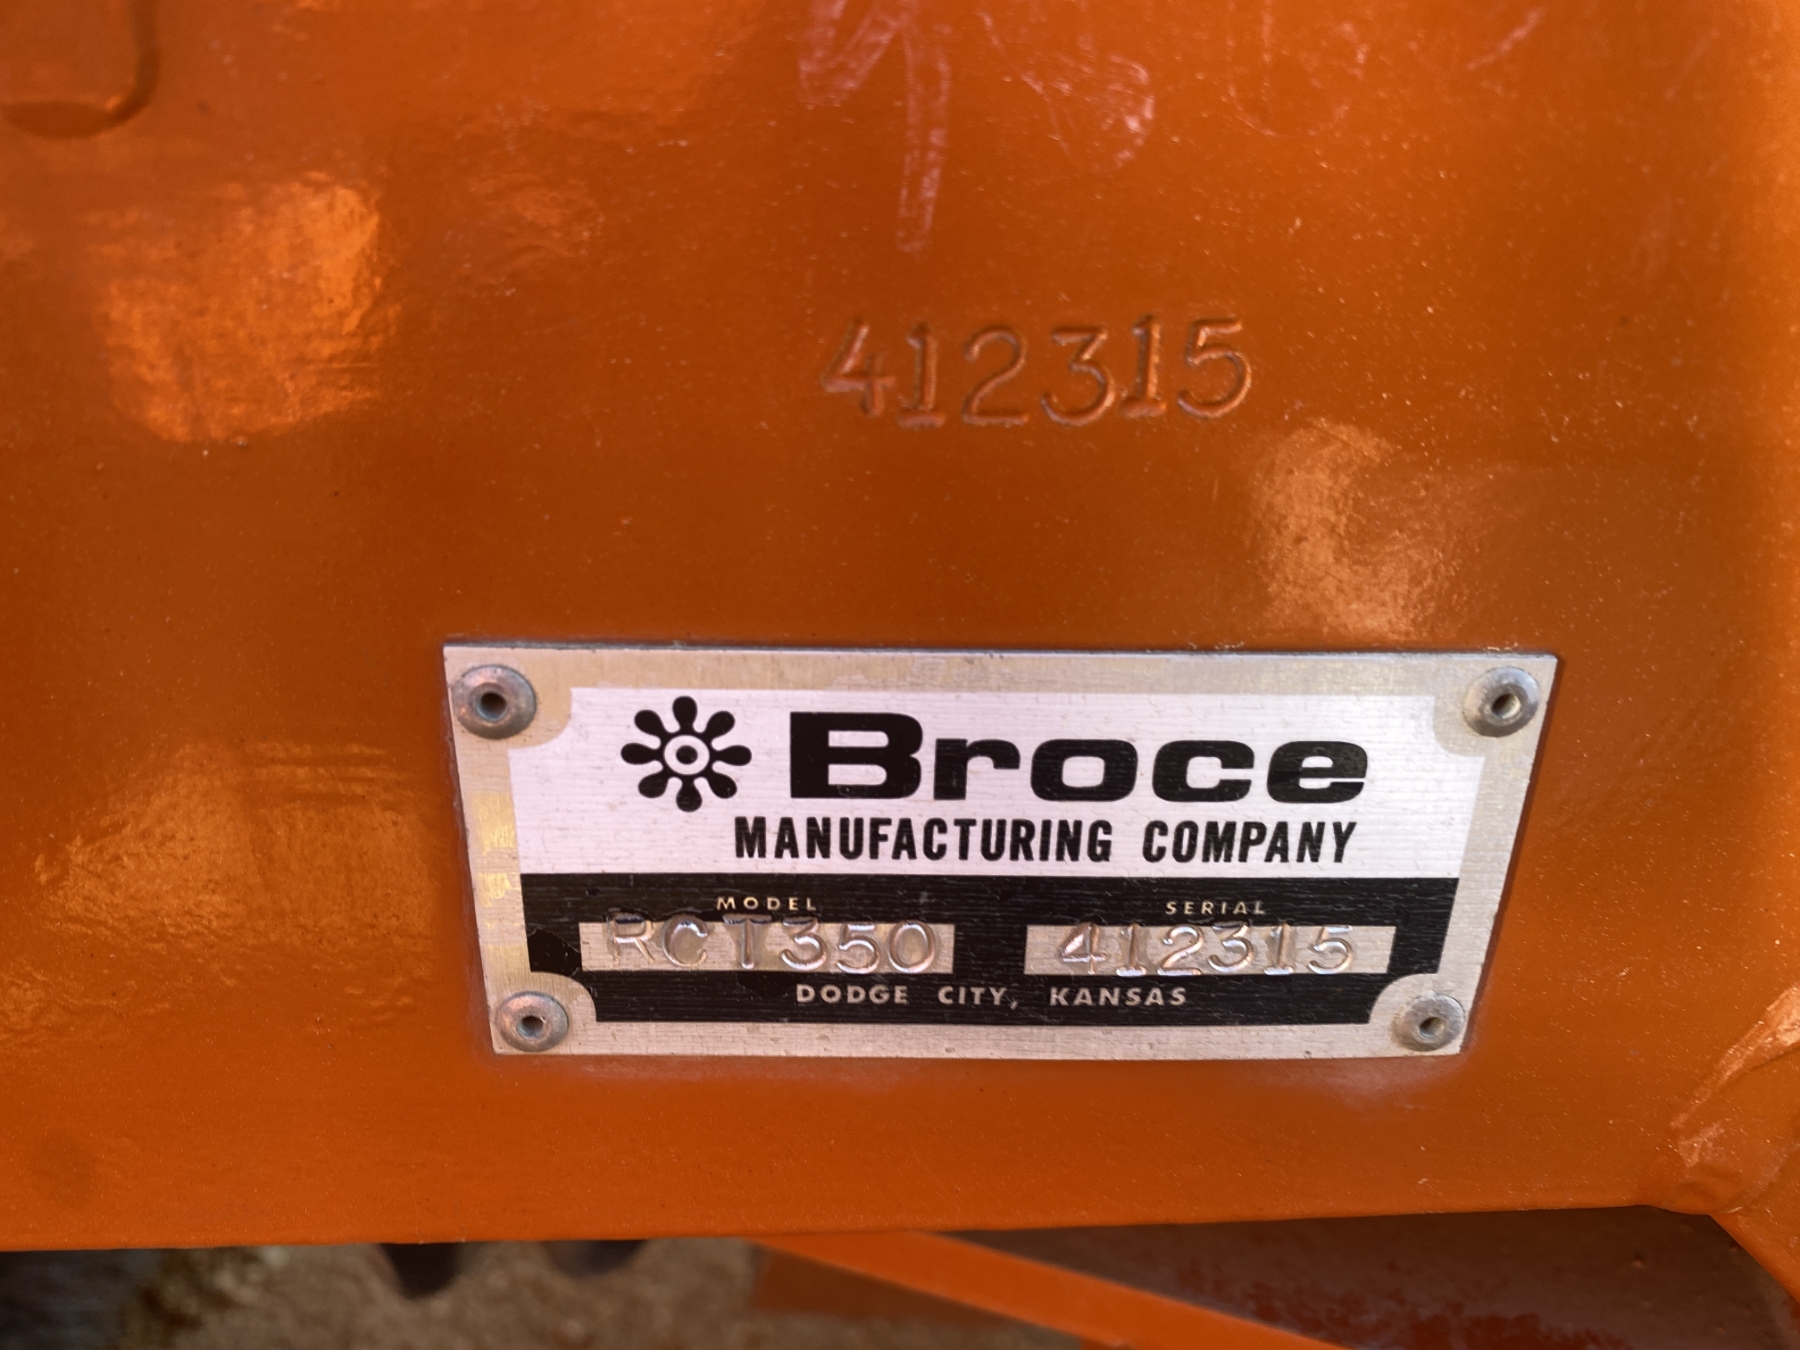 412315
Broce
MANUFACTURING COMPANY
MODEL SERIAL
RCT350 412315
DODGE CITY, KANSAS